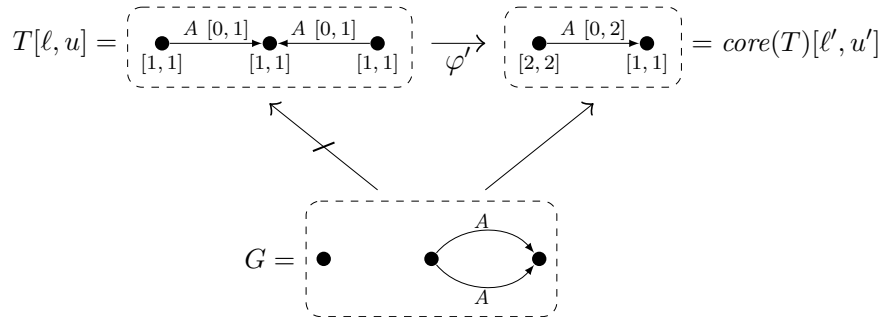 T[ℓ, u] = A [0, 1] A [0, 1] φ′ A [0, 2] = core(T)[ℓ′, u′]
[1, 1] [1, 1] [1, 1] [2, 2] [1, 1]
A
G =
A